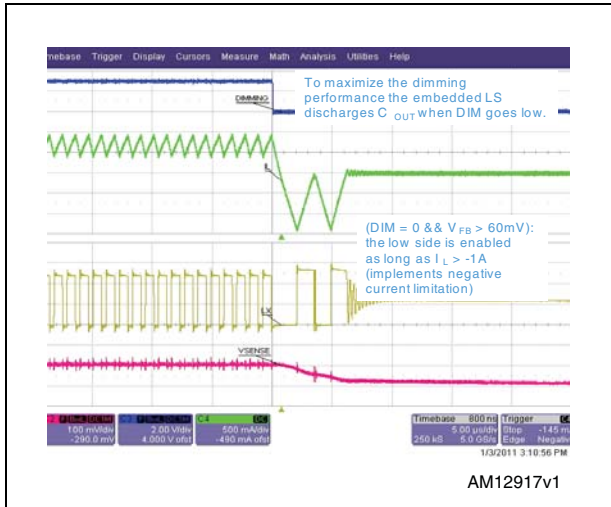 mebase Trigger Display Cursors Measure Math Analysis Utilities Help
To maximize the dimming
performance the embedded LS
discharges C OUT when DIM goes low.
DIMMING
IL
(DIM = 0 && V FB > 60mV):
the low side is enabled
as long as I L > -1A
(implements negative
current limitation)
LX
VSENSE
100 mV/div
-290.0 mV
2.00 V/div
4.000 V ofst
C4 DC
500 mA/div
-490 mA ofst
Timebase 800 ns
5.00 µs/div
250 kS 5.0 GS/s
Trigger
Stop -145 m
Edge Negativ
1/3/2011 3:10:56 PM
AM12917v1